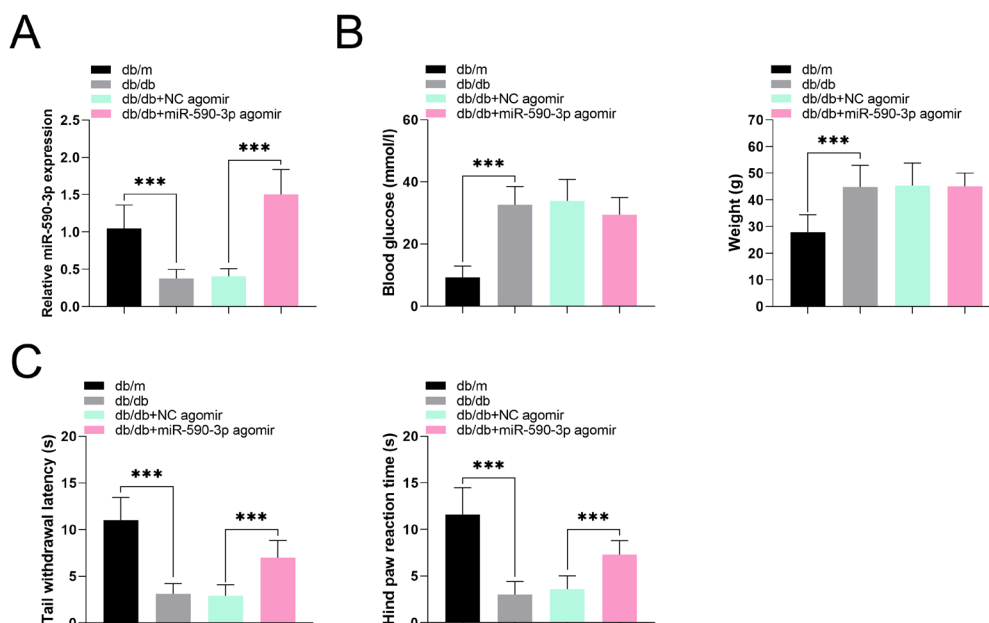 A
B
db/m
db/db
db/db+NC agomir
db/db+miR-590-3p agomir
Relative miR-590-3p expression
2.5
2.0
1.5
1.0
0.5
0.0
***
***
db/m
db/db
db/db+NC agomir
db/db+miR-590-3p agomir
Blood glucose (mmol/l)
60
40
20
0
***
db/m
db/db
db/db+NC agomir
db/db+miR-590-3p agomir
Weight (g)
70
60
50
40
30
20
10
0
***
C
db/m
db/db
db/db+NC agomir
db/db+miR-590-3p agomir
Tail withdrawal latency (s)
20
15
10
5
0
***
***
db/m
db/db
db/db+NC agomir
db/db+miR-590-3p agomir
Hind paw reaction time (s)
20
15
10
5
0
***
***